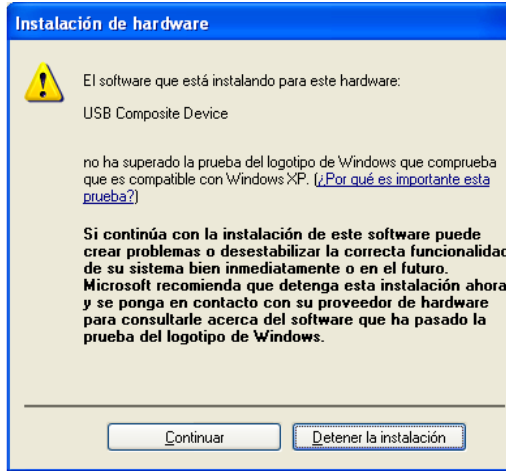 Instalación de hardware
El software que está instalando para este hardware:
USB Composite Device
no ha superado la prueba del logotipo de Windows que comprueba
que es compatible con Windows XP. (¿Por qué es importante esta
prueba?)
Si continúa con la instalación de este software puede
crear problemas o desestabilizar la correcta funcionalidad
de su sistema bien inmediatamente o en el futuro.
Microsoft recomienda que detenga esta instalación ahora
y se ponga en contacto con su proveedor de hardware
para consultarle acerca del software que ha pasado la
prueba del logotipo de Windows.
Continuar
Detener la instalación